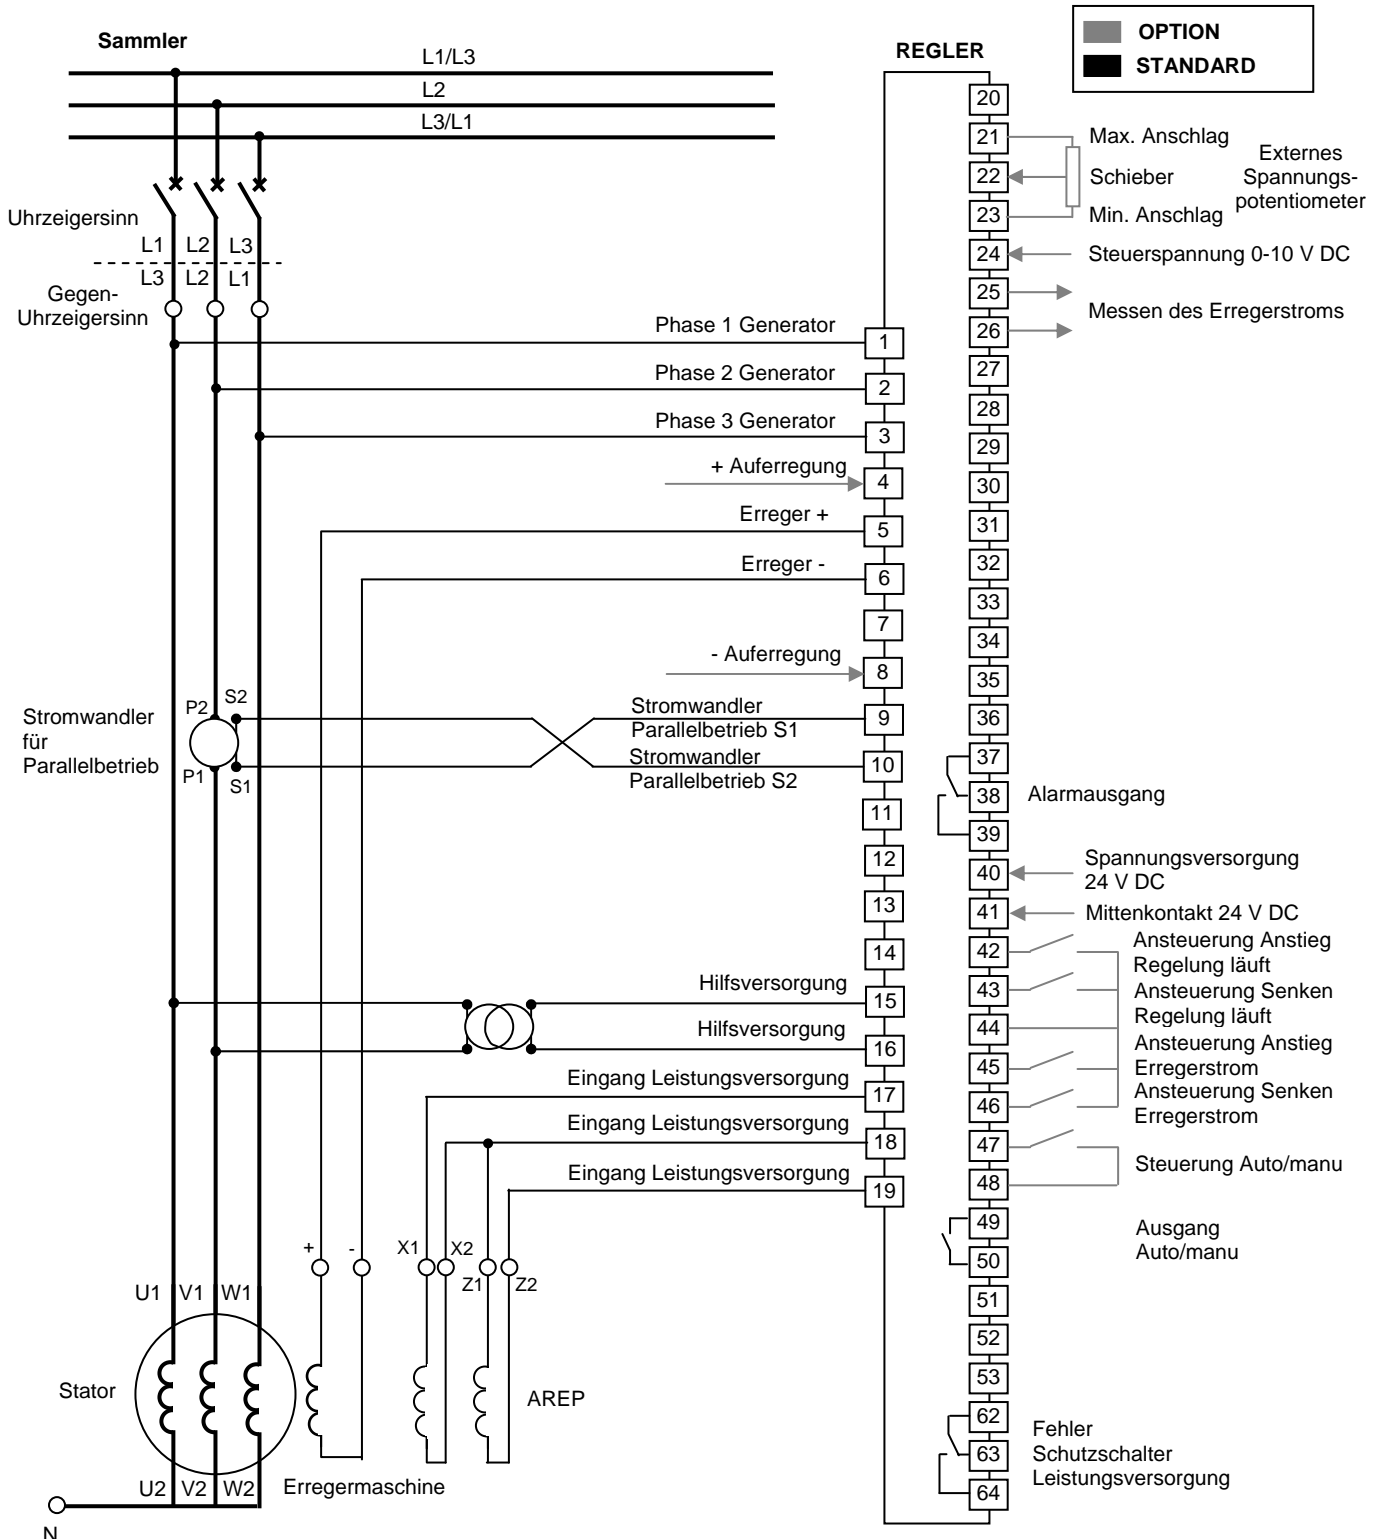 Sammler
L1/L3
L2
L3/L1
REGLER
OPTION
STANDARD
Uhrzeigersinn
L1 L2 L3
L3 L2 L1
Gegen-
Uhrzeigersinn
Phase 1 Generator
1
Phase 2 Generator
2
Phase 3 Generator
3
+ Auferregung
4
Erreger +
5
Erreger -
6
7
- Auferregung
8
Stromwandler
Parallelbetrieb S1
9
Stromwandler
Parallelbetrieb S2
10
11
12
13
14
Hilfsversorgung
15
Hilfsversorgung
16
Eingang Leistungsversorgung
17
Eingang Leistungsversorgung
18
Eingang Leistungsversorgung
19
P2 S2
Stromwandler
für
Parallelbetrieb
P1 S1
+ - X1 X2
Z1 Z2
U1 V1 W1
Stator
AREP
Erregermaschine
U2 V2 W2
N
20
21
Max. Anschlag
22
Schieber
23
Min. Anschlag
Externes
Spannungs-
potentiometer
24
Steuerspannung 0-10 V DC
25
26
Messen des Erregerstroms
27
28
29
30
31
32
33
34
35
36
37
38
39
Alarmausgang
40
Spannungsversorgung
24 V DC
41
Mittenkontakt 24 V DC
42
Ansteuerung Anstieg
Regelung läuft
43
Ansteuerung Senken
Regelung läuft
44
45
Ansteuerung Anstieg
Erregerstrom
46
Ansteuerung Senken
Erregerstrom
47
48
Steuerung Auto/manu
49
50
Ausgang
Auto/manu
51
52
53
62
63
64
Fehler
Schutzschalter
Leistungsversorgung